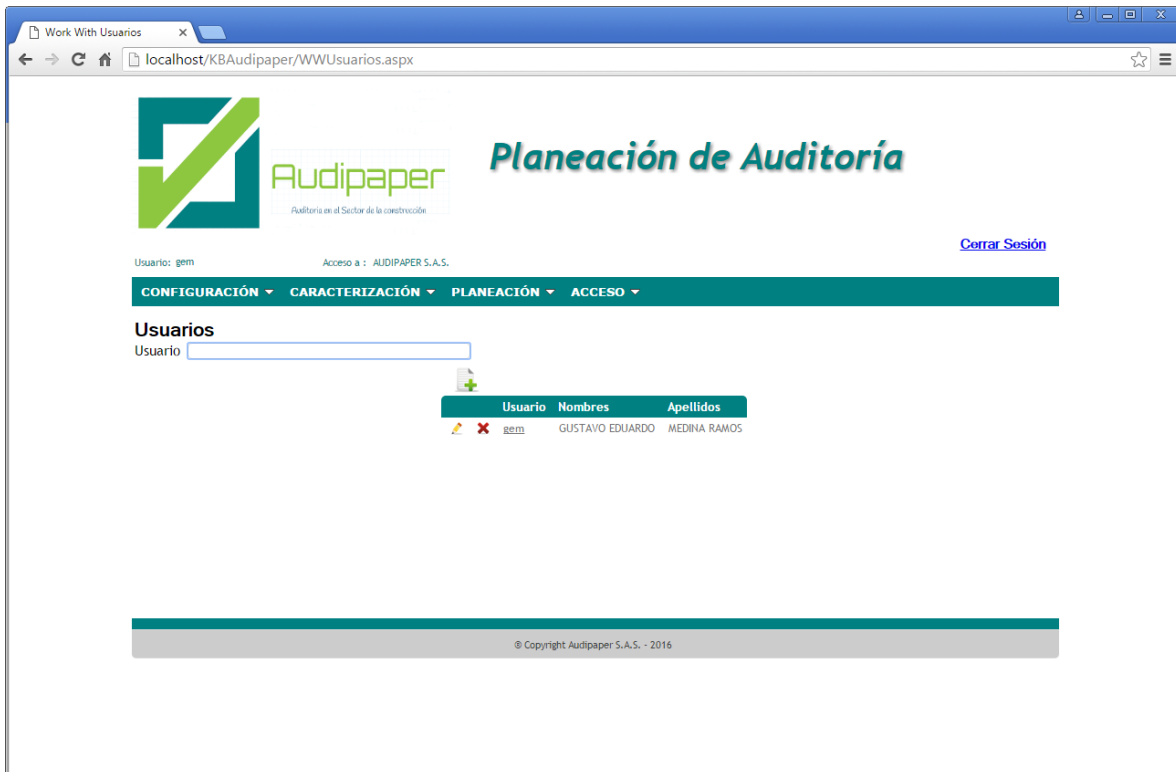 Work With Usuarios
localhost/KBAudipaper/WWUsuarios.aspx
Planeación de Auditoría
Audipaper
Auditoria en el Sector de la construcción
Cerrar Sesión
Usuario: gem Acceso a : AUDIPAPER S.A.S.
CONFIGURACIÓN CARACTERIZACIÓN PLANEACIÓN ACCESO
Usuarios
Usuario
Usuario Nombres Apellidos
gem GUSTAVO EDUARDO MEDINA RAMOS
® Copyright Audipaper S.A.S. - 2016